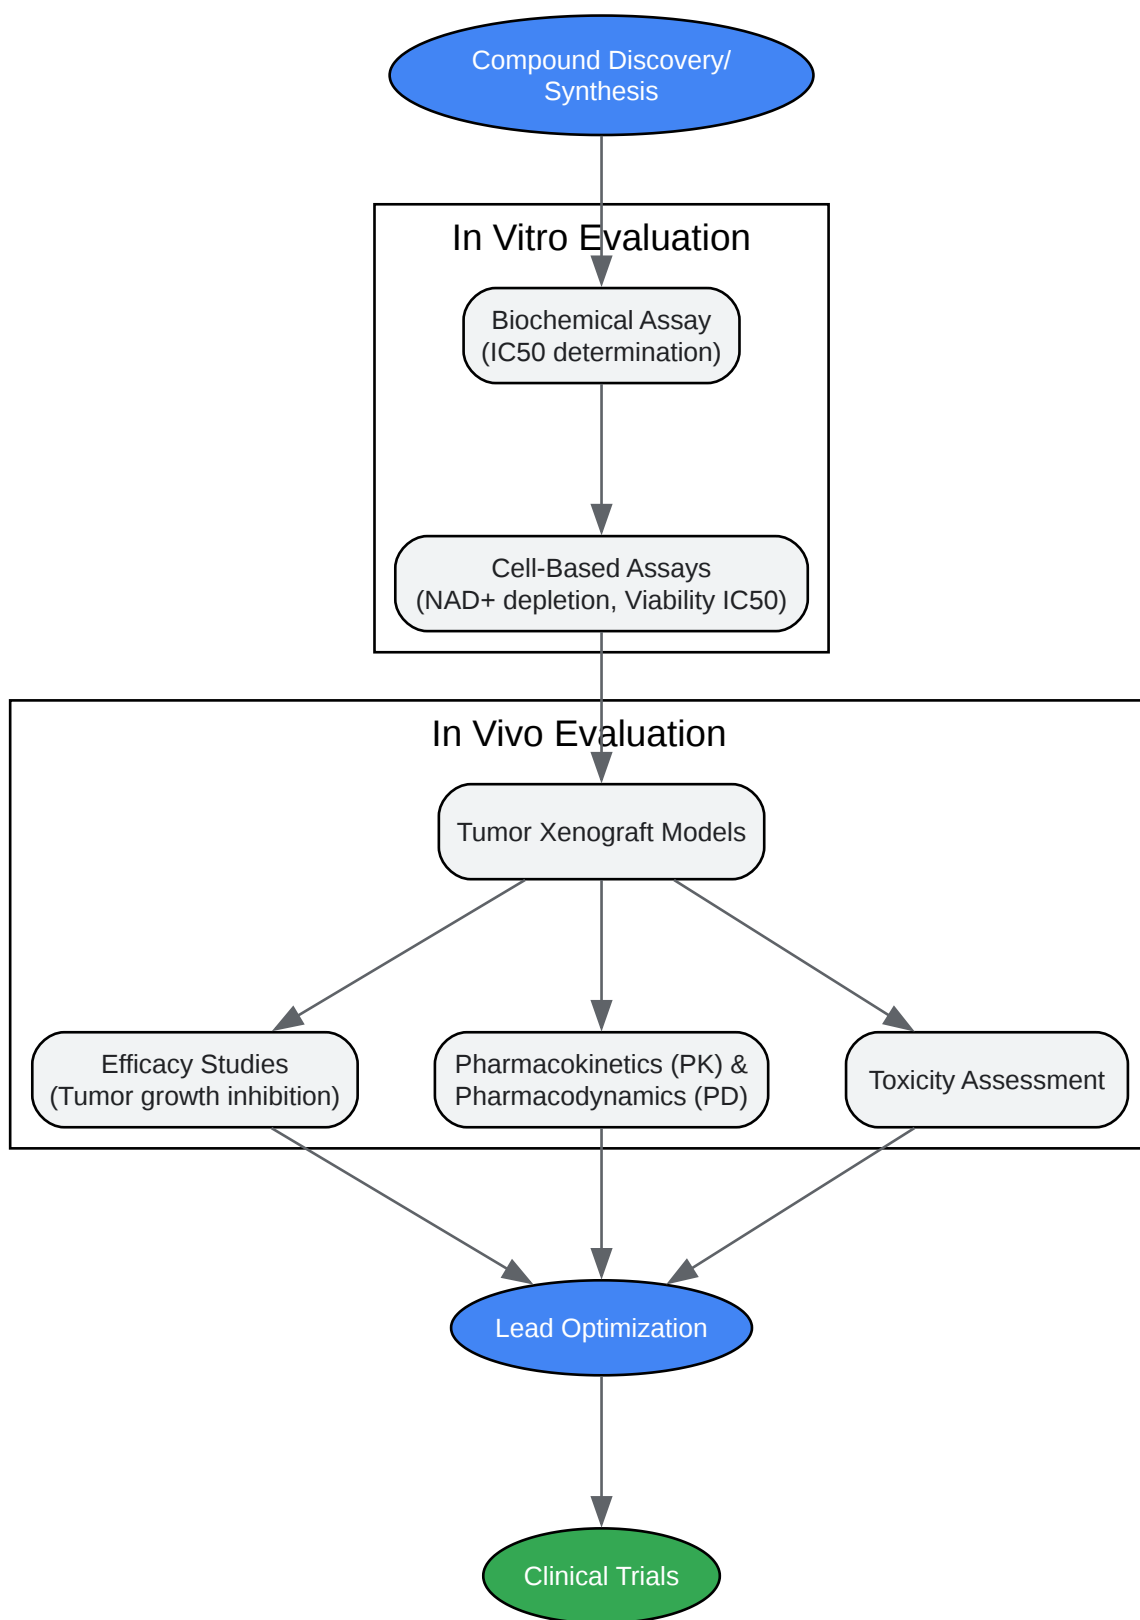 Compound Discovery/
Synthesis
In Vitro Evaluation
Biochemical Assay
(IC50 determination)
Cell-Based Assays
(NAD+ depletion, Viability IC50)
In Vivo Evaluation
Tumor Xenograft Models
Efficacy Studies
(Tumor growth inhibition)
Pharmacokinetics (PK) &
Pharmacodynamics (PD)
Toxicity Assessment
Lead Optimization
Clinical Trials